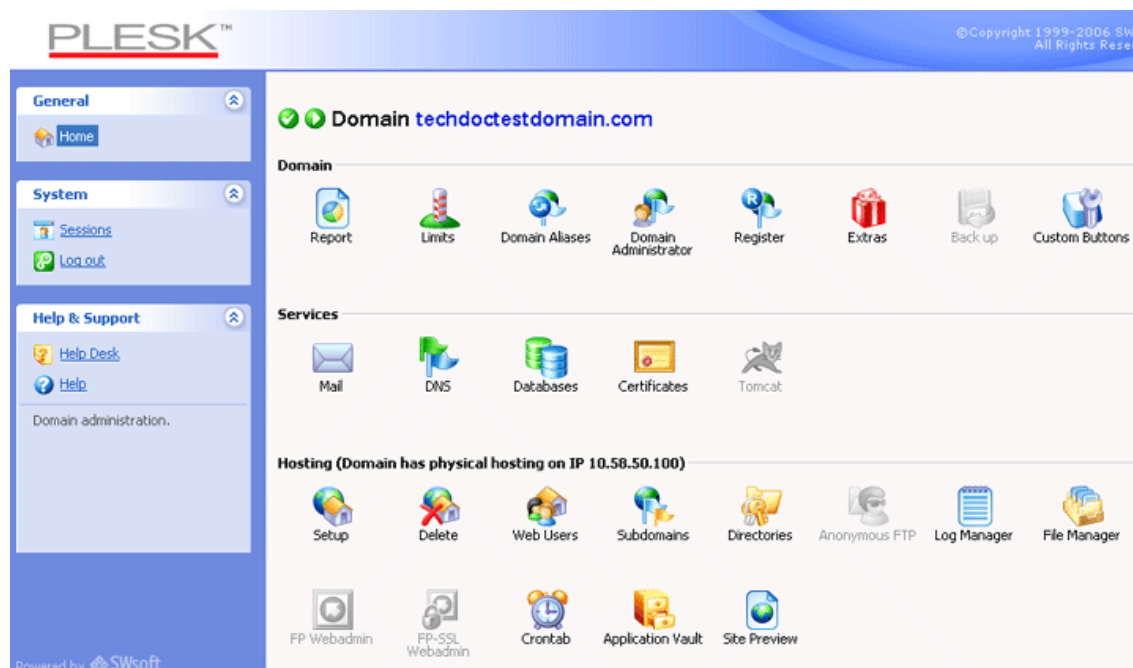 PLESK™
©Copyright 1999-2006
All Rights
General
Home
System
Sessions
Log out
Help & Support
Help Desk
Help
Domain administration.
Powered by SWsoft
Domain techdoctestdomain.com
Domain
Report Limits Domain Aliases Domain Administrator Register Extras Back up Custom Buttons
Services
Mail DNS Databases Certificates Tomcat
Hosting (Domain has physical hosting on IP 10.58.50.100)
Setup Delete Web Users Subdomains Directories Anonymous FTP Log Manager File Manager
FP Webadmin FP-SSL Webadmin Crontab Application Vault Site Preview